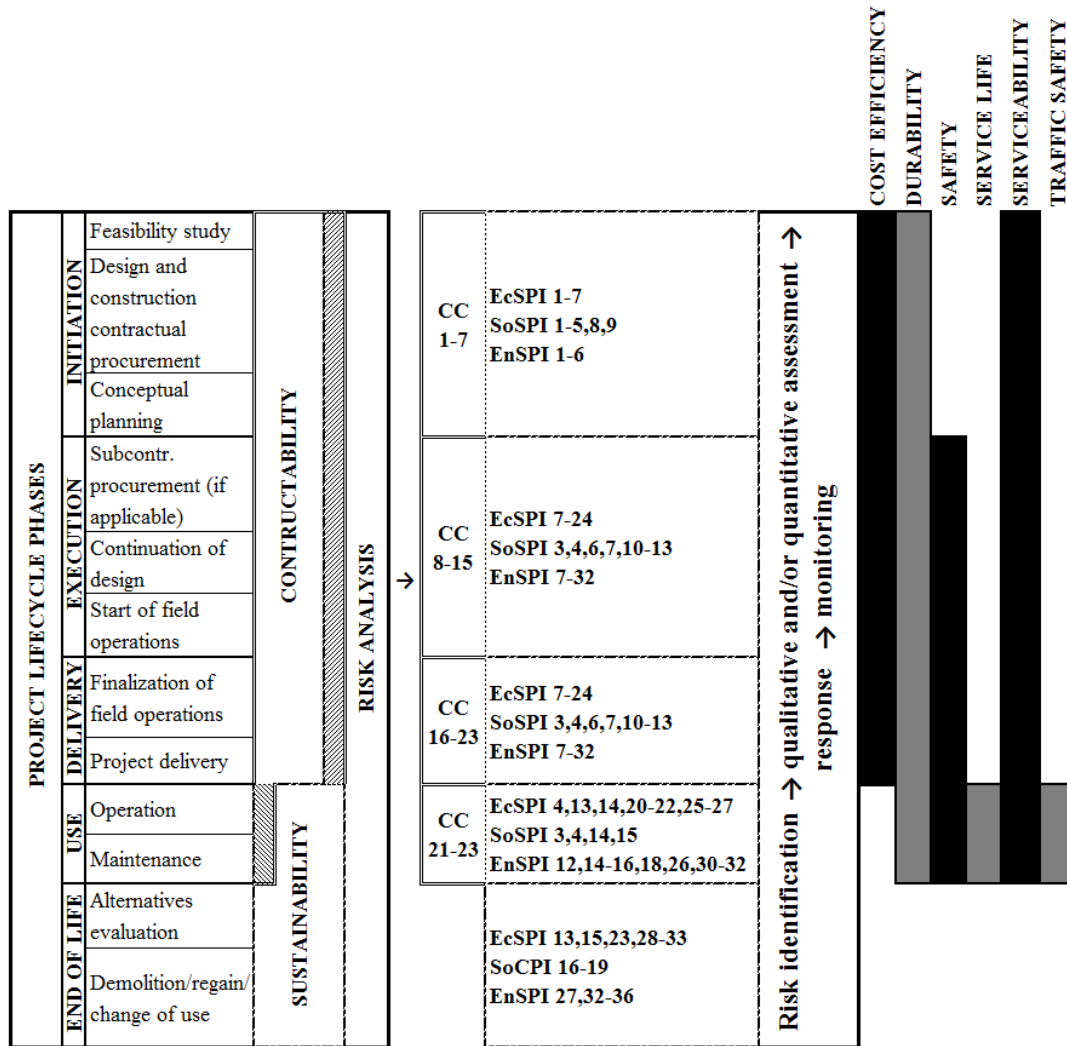 COST EFFICIENCY
DURABILITY
SAFETY
SERVICE LIFE
SERVICEABILITY
TRAFFIC SAFETY
PROJECT LIFECYCLE PHASES
INITIATION
Feasibility study
Design and
construction
contractual
procurement
Conceptual
planning
EXECUTION
Subcontr.
procurement (if
applicable)
Continuation of
design
Start of field
operations
DELIVERY
Finalization of
field operations
Project delivery
USE
Operation
Maintenance
END OF LIFE
Alternatives
evaluation
Demolition/regain/
change of use
CONTRUCTABILITY
SUSTAINABILITY
RISK ANALYSIS
→
CC
1-7
EcSPI 1-7
SoSPI 1-5,8,9
EnSPI 1-6
CC
8-15
EcSPI 7-24
SoSPI 3,4,6,7,10-13
EnSPI 7-32
CC
16-23
EcSPI 7-24
SoSPI 3,4,6,7,10-13
EnSPI 7-32
CC
21-23
EcSPI 4,13,14,20-22,25-27
SoSPI 3,4,14,15
EnSPI 12,14-16,18,26,30-32
EcSPI 13,15,23,28-33
SoCPI 16-19
EnSPI 27,32-36
Risk identification → qualitative and/or quantitative assessment →
response → monitoring